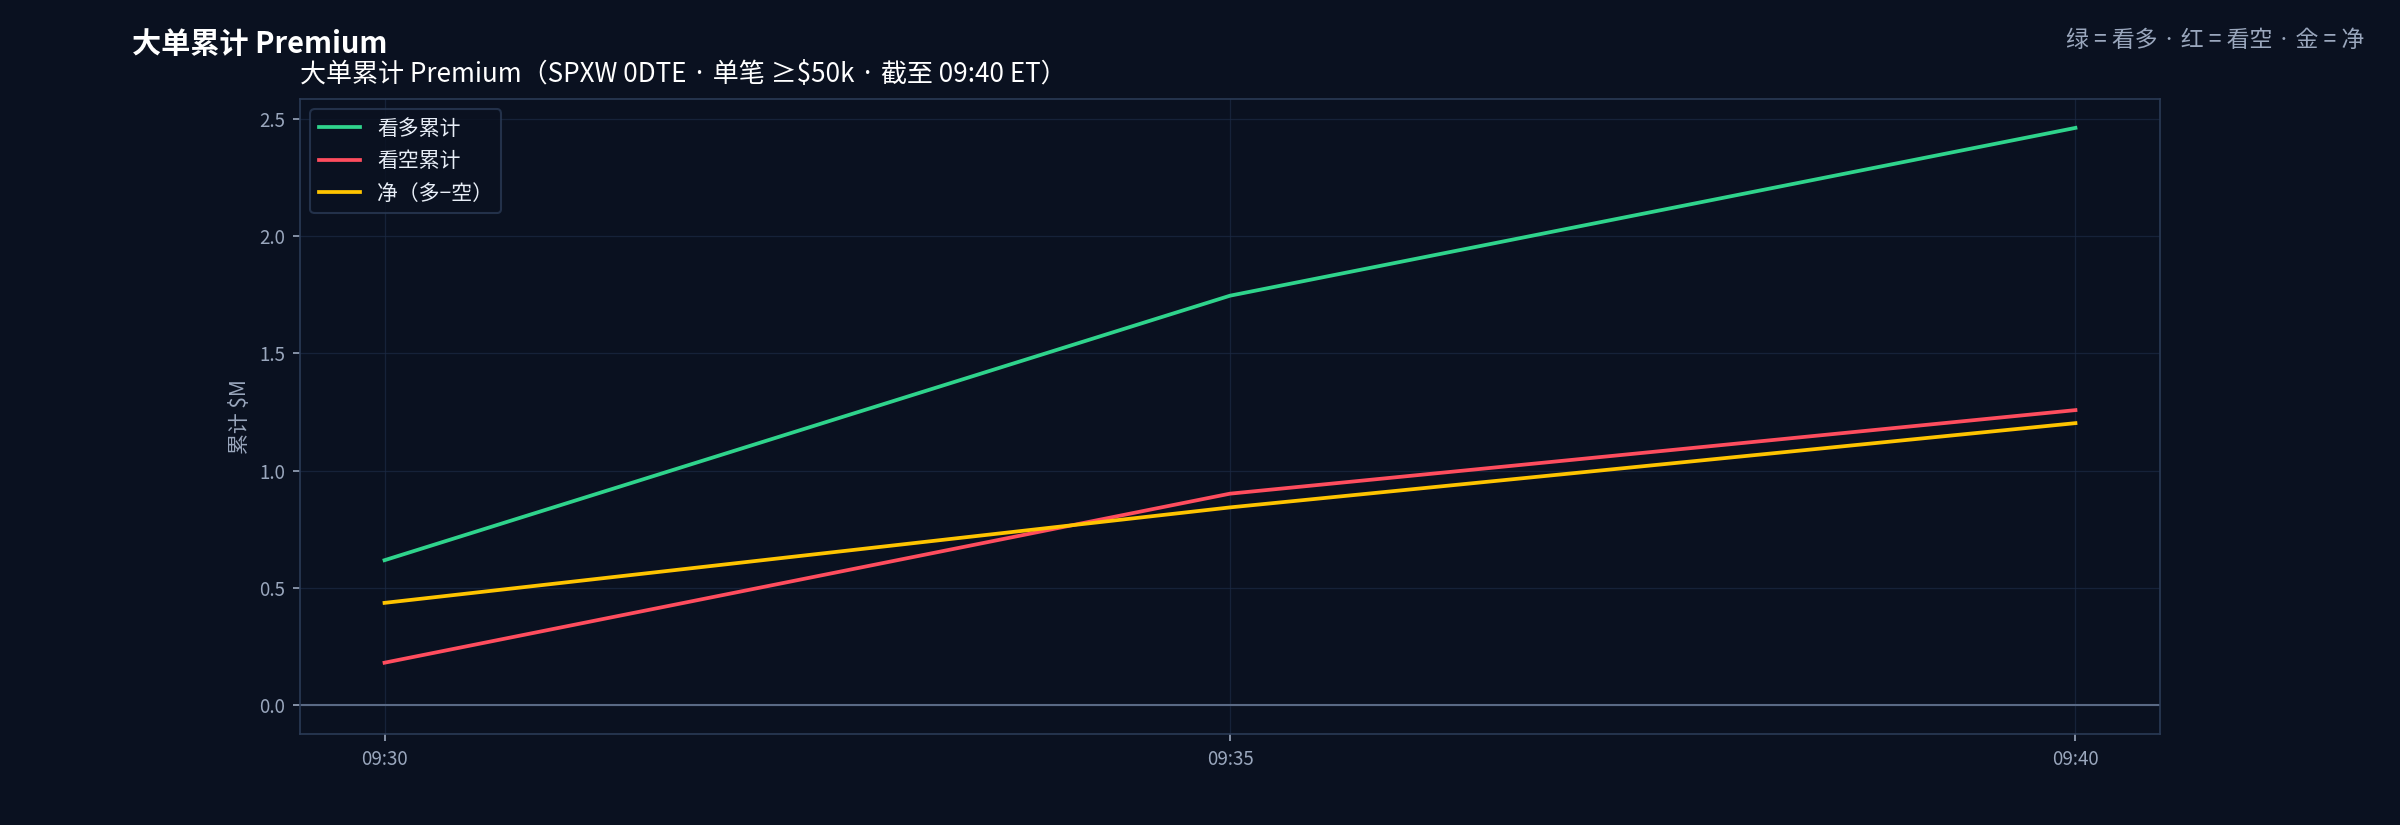 大单累计 Premium
绿 = 看多 · 红 = 看空 · 金 = 净
大单累计 Premium（SPXW 0DTE · 单笔 ≥$50k · 截至 09:40 ET）
看多累计
看空累计
净（多−空）
累计 $M
2.5
2.0
1.5
1.0
0.5
0.0
09:30
09:35
09:40